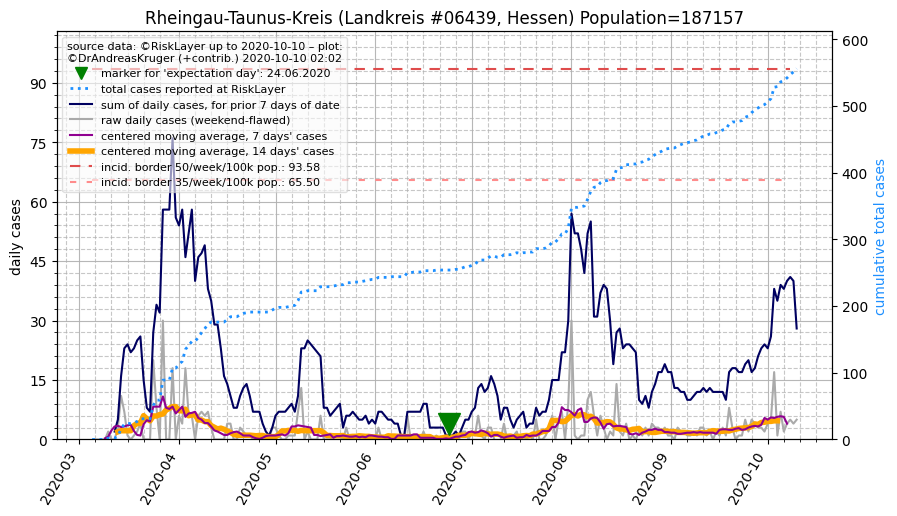 Rheingau-Taunus-Kreis (Landkreis #06439, Hessen) Population=187157
source data: ©RiskLayer up to 2020-10-10 – plot:
©DrAndreasKruger (+contrib.) 2020-10-10 02:02
marker for 'expectation day': 24.06.2020
total cases reported at RiskLayer
sum of daily cases, for prior 7 days of date
raw daily cases (weekend-flawed)
centered moving average, 7 days' cases
centered moving average, 14 days' cases
incid. border 50/week/100k pop.: 93.58
incid. border 35/week/100k pop.: 65.50
daily cases
90
75
60
45
30
15
0
cumulative total cases
600
500
400
300
200
100
0
2020-03
2020-04
2020-05
2020-06
2020-07
2020-08
2020-09
2020-10